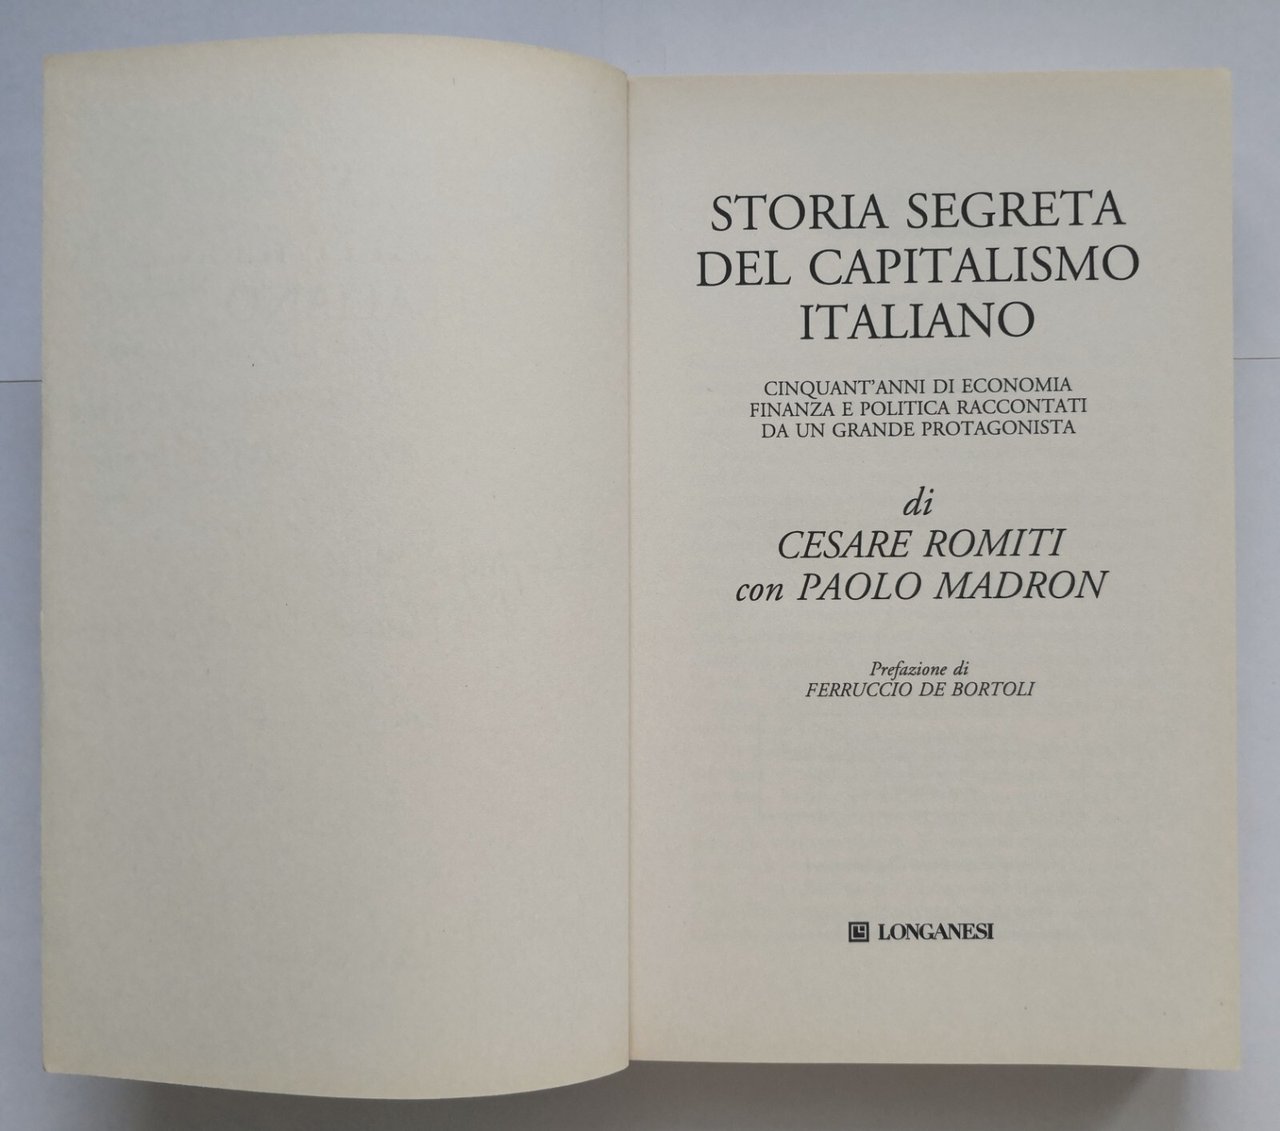 STORIA SEGRETA
DEL CAPITALISMO
ITALIANO
CINQUANT'ANNI DI ECONOMIA
FINANZA E POLITICA RACCONTATI
DA UN GRANDE PROTAGONISTA
di
CESARE ROMITI
con PAOLO MADRON
Prefazione di
FERRUCCIO DE BORTOLI
LONGANESI